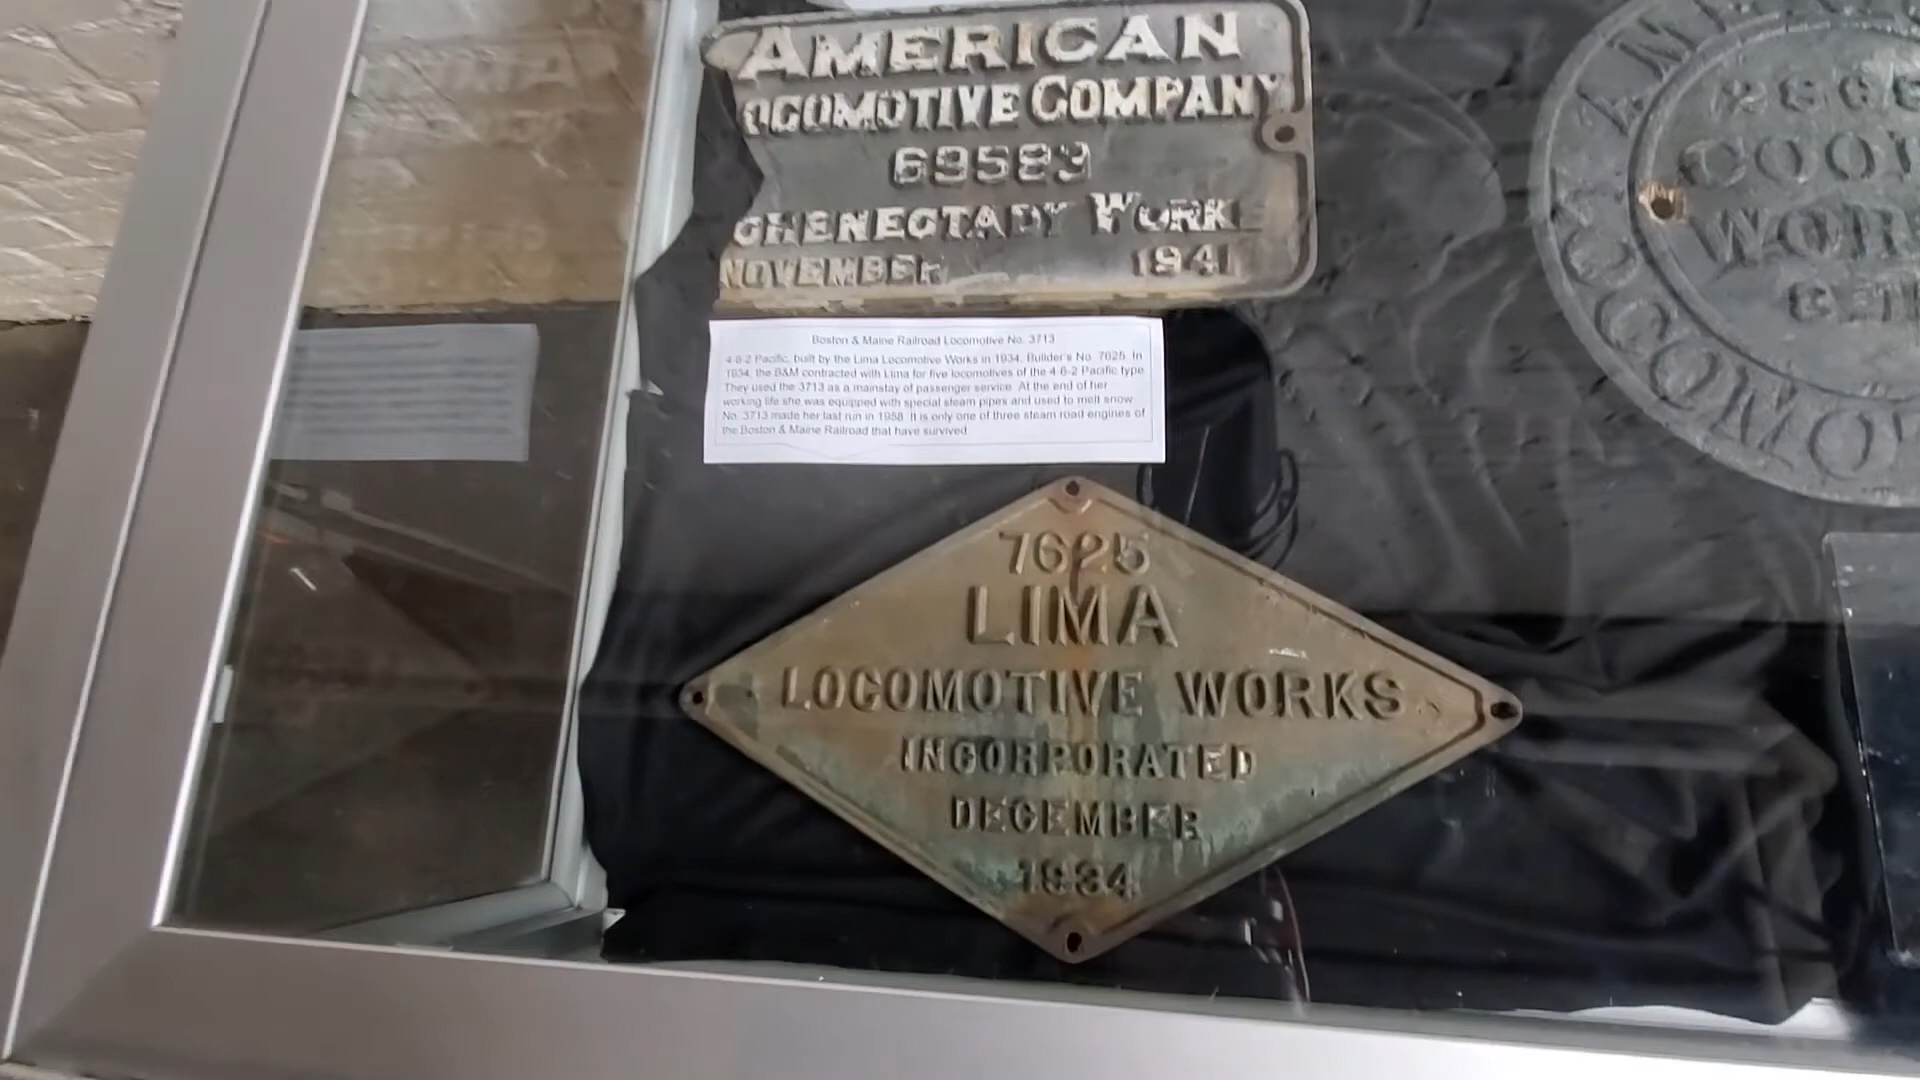 AMERICAN
LOCOMOTIVE COMPANY
69583
SCHENECTADY WORKS
NOVEMBER 1941
Boston & Maine Railroad Locomotive No. 3713
4-6-2 Pacific, built by the Lima Locomotive Works in 1934, Builder's No. 7625. In
1934, the B&M contracted with Lima for five locomotives of the 4-6-2 Pacific type.
They used the 3713 as a mainstay of passenger service. At the end of her
working life she was equipped with special steam pipes and used to melt snow.
No. 3713 made her last run in 1958. It is only one of three steam road engines of
the Boston & Maine Railroad that have survived
7625
LIMA
LOCOMOTIVE WORKS
INCORPORATED
DECEMBER
1934
AME
LOCOMO
COO
WOR